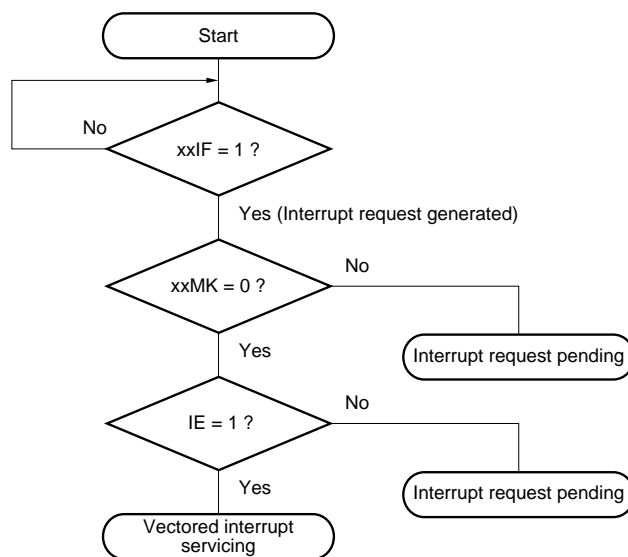 Start
No
xxIF = 1 ?
Yes (Interrupt request generated)
No
xxMK = 0 ?
Yes
Interrupt request pending
No
IE = 1 ?
Yes
Interrupt request pending
Vectored interrupt
servicing